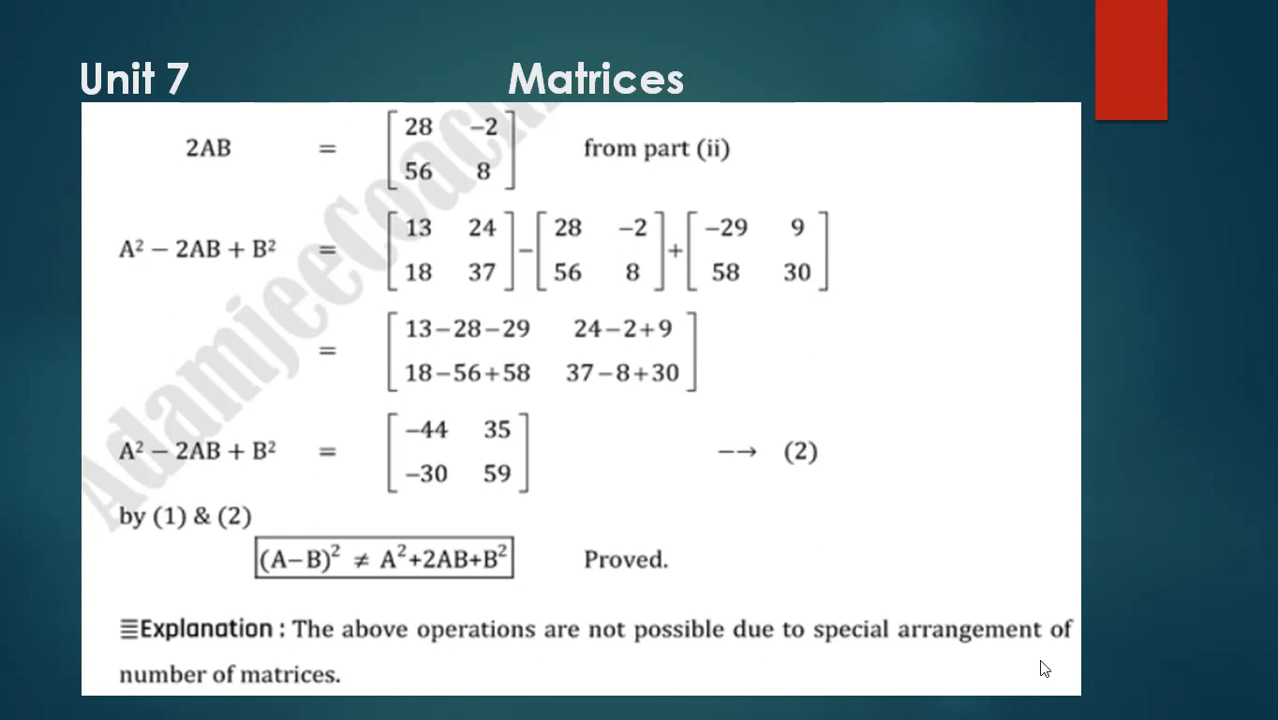 Unit 7 Matrices
2AB = [ 28 −2 ; 56 8 ] from part (ii)
A² − 2AB + B² = [ 13 24 ; 18 37 ] − [ 28 −2 ; 56 8 ] + [ −29 9 ; 58 30 ]
= [ 13−28−29 24−2+9 ; 18−56+58 37−8+30 ]
A² − 2AB + B² = [ −44 35 ; −30 59 ] −→ (2)
by (1) & (2)
(A−B)² ≠ A²+2AB+B² Proved.
Explanation : The above operations are not possible due to special arrangement of
number of matrices.